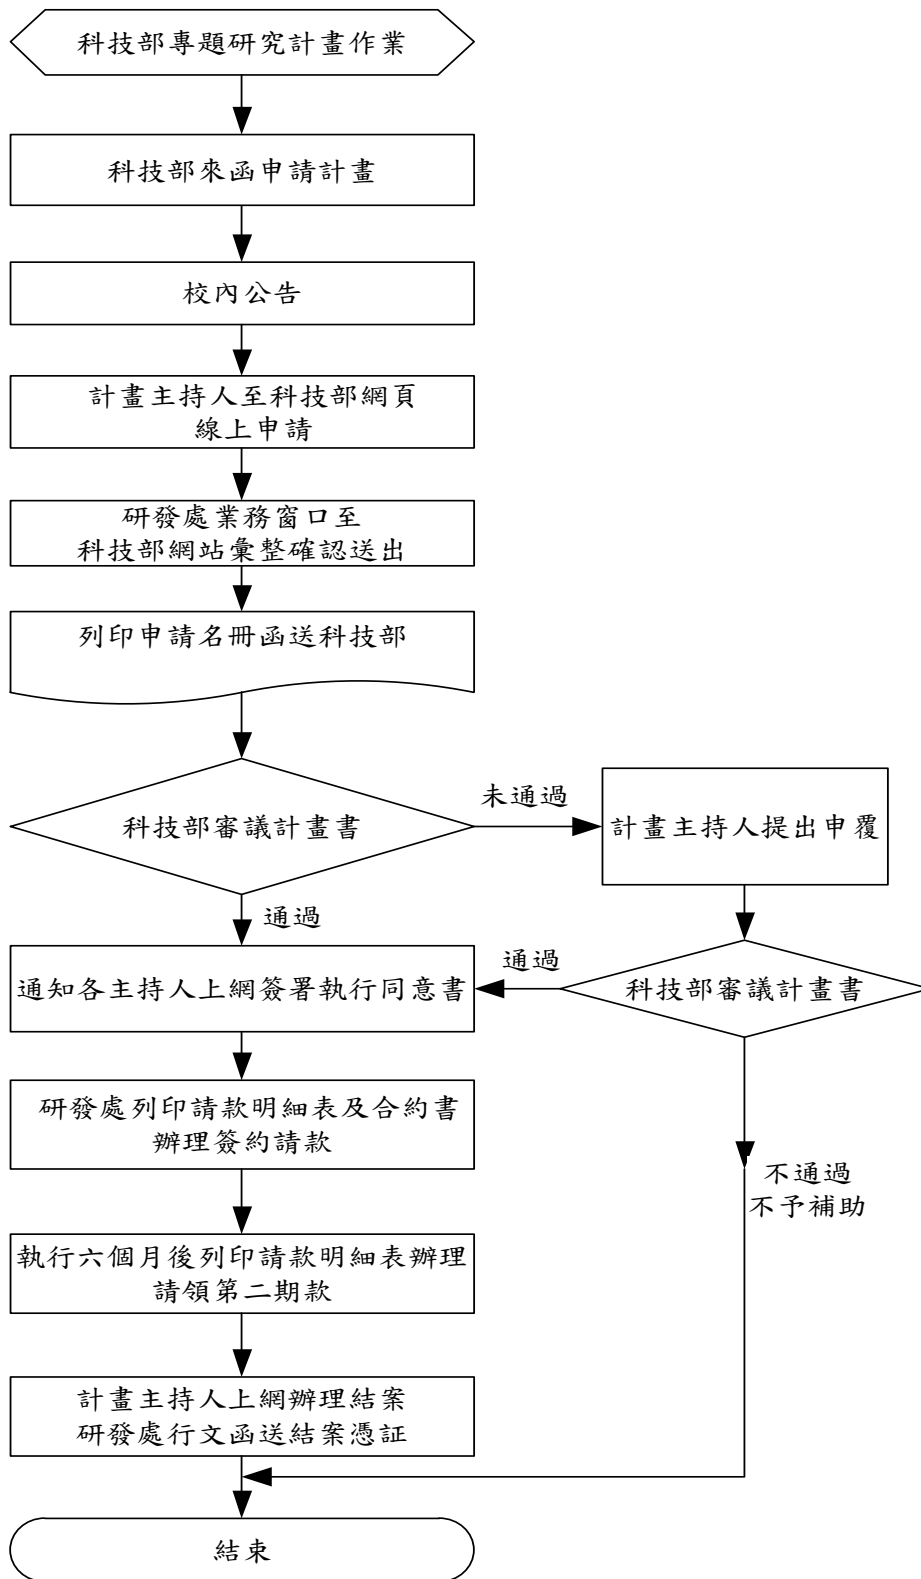 科技部專題研究計畫作業
科技部來函申請計畫
校內公告
計畫主持人至科技部網頁
線上申請
研發處業務窗口至
科技部網站彙整確認送出
列印申請名冊函送科技部
科技部審議計畫書
未通過
計畫主持人提出申覆
通過
通知各主持人上網簽署執行同意書
通過
科技部審議計畫書
研發處列印請款明細表及合約書
辦理簽約請款
不通過
不予補助
執行六個月後列印請款明細表辦理
請領第二期款
計畫主持人上網辦理結案
研發處行文函送結案憑証
結束